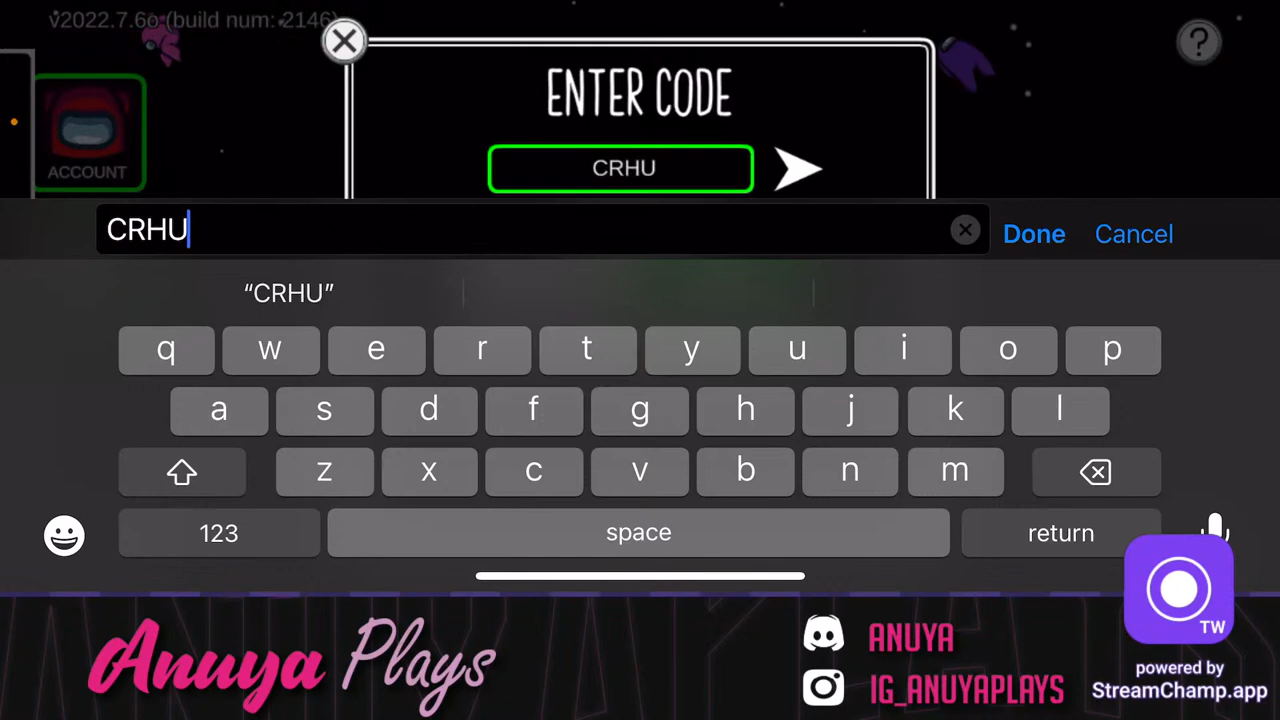 v2022.7.6o (build num: 2146)
?
ENTER CODE
CRHU
ACCOUNT
CRHU
Done
Cancel
“CRHU”
q w e r t y u i o p
a s d f g h j k l
z x c v b n m
123
space
return
TW
Anuya Plays
ANUYA
IG_ANUYAPLAYS
powered by
StreamChamp.app